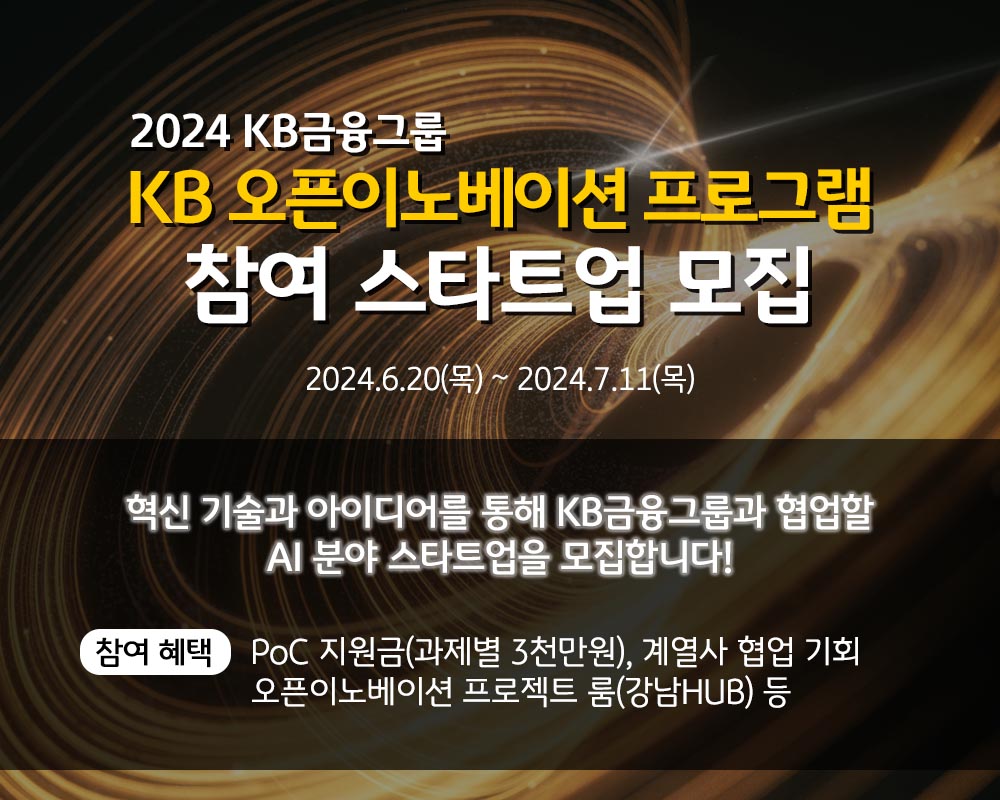 2024 KB금융그룹
KB 오픈이노베이션 프로그램
참여 스타트업 모집
2024.6.20(목) ~ 2024.7.11(목)
혁신 기술과 아이디어를 통해 KB금융그룹과 협업할
AI 분야 스타트업을 모집합니다!
참여 혜택 PoC 지원금(과제별 3천만원), 계열사 협업 기회
오픈이노베이션 프로젝트 룸(강남HUB) 등